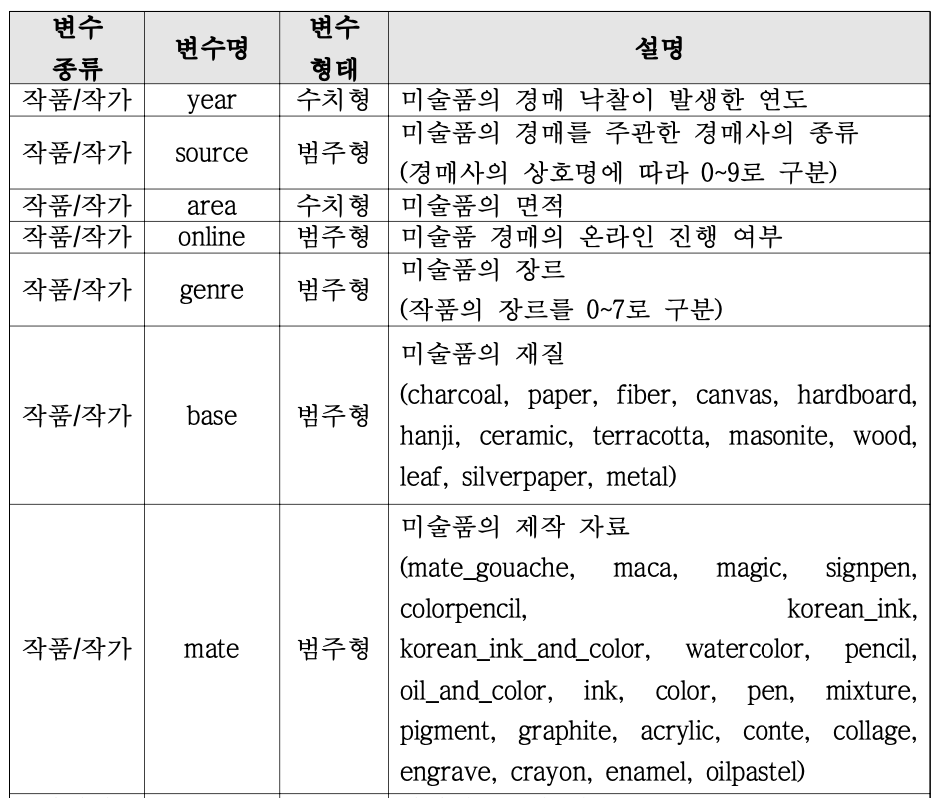 변수 종류 변수명 변수 형태 설명
작품/작가 year 수치형 미술품의 경매 낙찰이 발생한 연도
작품/작가 source 범주형 미술품의 경매를 주관한 경매사의 종류
(경매사의 상호명에 따라 0~9로 구분)
작품/작가 area 수치형 미술품의 면적
작품/작가 online 범주형 미술품 경매의 온라인 진행 여부
작품/작가 genre 범주형 미술품의 장르
(작품의 장르를 0~7로 구분)
작품/작가 base 범주형 미술품의 재질
(charcoal, paper, fiber, canvas, hardboard,
hanji, ceramic, terracotta, masonite, wood,
leaf, silverpaper, metal)
작품/작가 mate 범주형 미술품의 제작 자료
(mate_gouache, maca, magic, signpen,
colorpencil, korean_ink,
korean_ink_and_color, watercolor, pencil,
oil_and_color, ink, color, pen, mixture,
pigment, graphite, acrylic, conte, collage,
engrave, crayon, enamel, oilpastel)